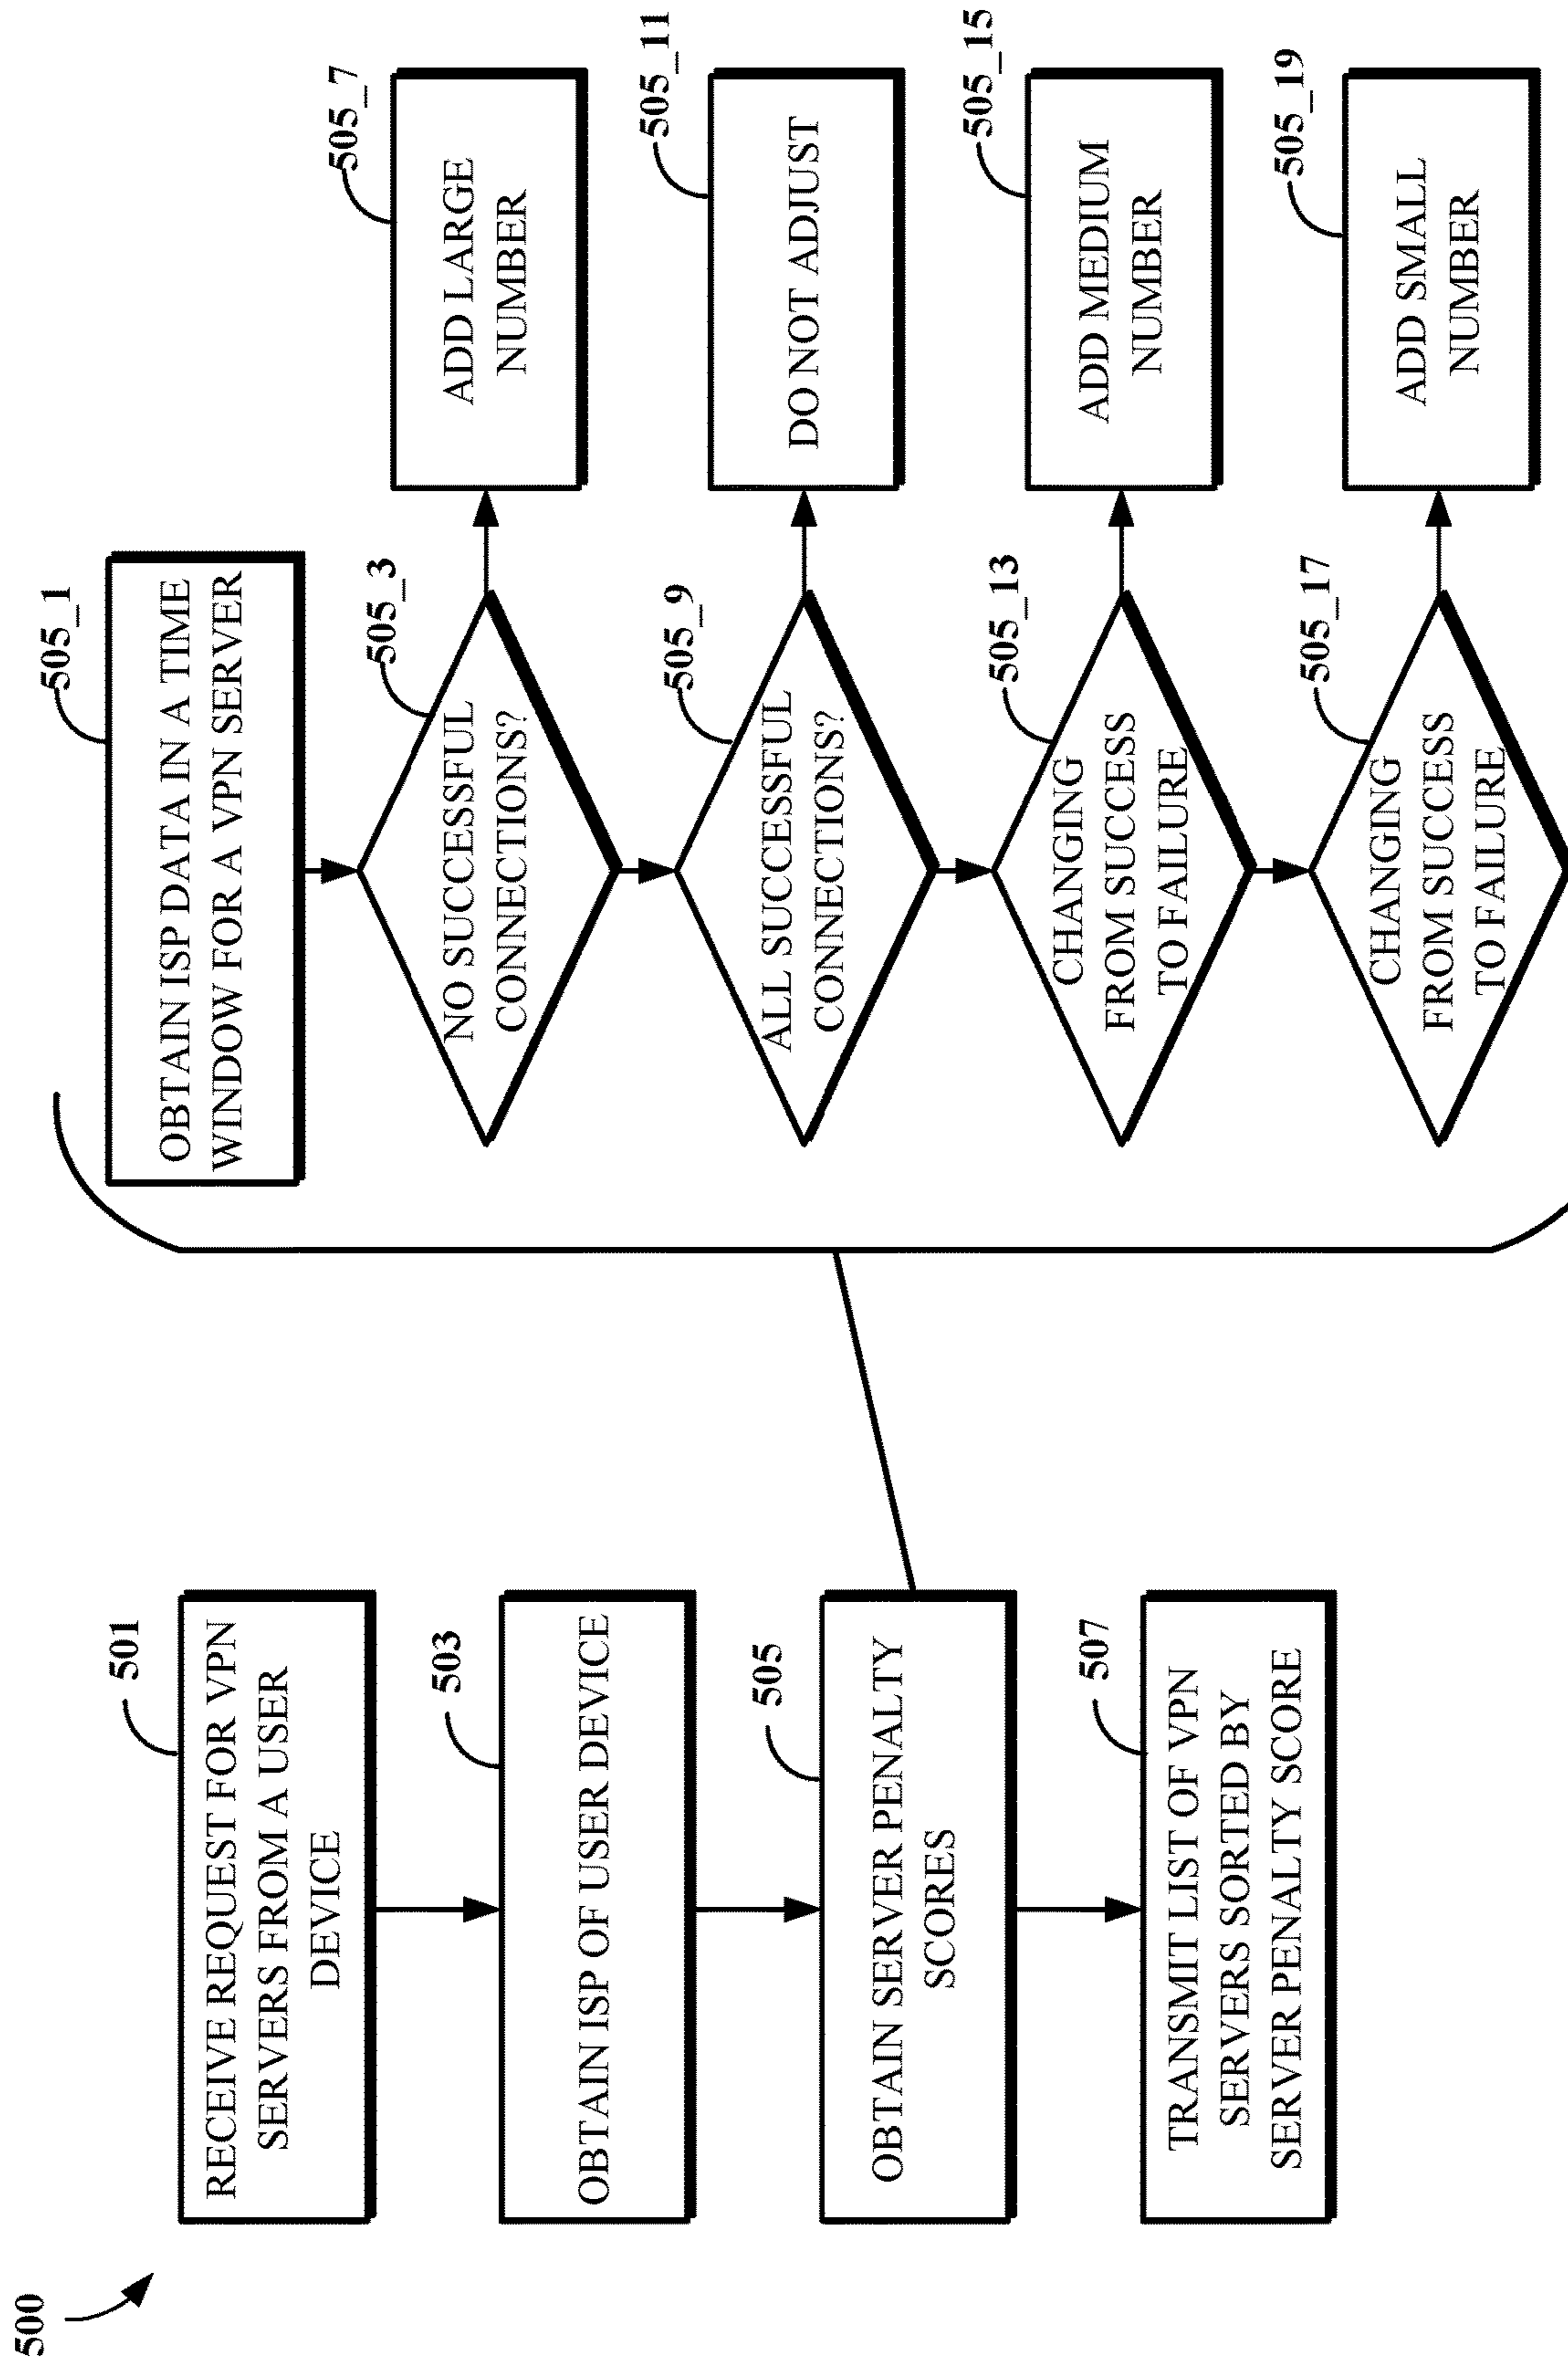 500
501
RECEIVE REQUEST FOR VPN
SERVERS FROM A USER
DEVICE
503
OBTAIN ISP OF USER DEVICE
505
OBTAIN SERVER PENALTY
SCORES
507
TRANSMIT LIST OF VPN
SERVERS SORTED BY
SERVER PENALTY SCORE
505_1
OBTAIN ISP DATA IN A TIME
WINDOW FOR A VPN SERVER
505_3
NO SUCCESSFUL
CONNECTIONS?
505_7
ADD LARGE
NUMBER
505_9
ALL SUCCESSFUL
CONNECTIONS?
505_11
DO NOT ADJUST
505_13
CHANGING
FROM SUCCESS
TO FAILURE
505_15
ADD MEDIUM
NUMBER
505_17
CHANGING
FROM SUCCESS
TO FAILURE
505_19
ADD SMALL
NUMBER